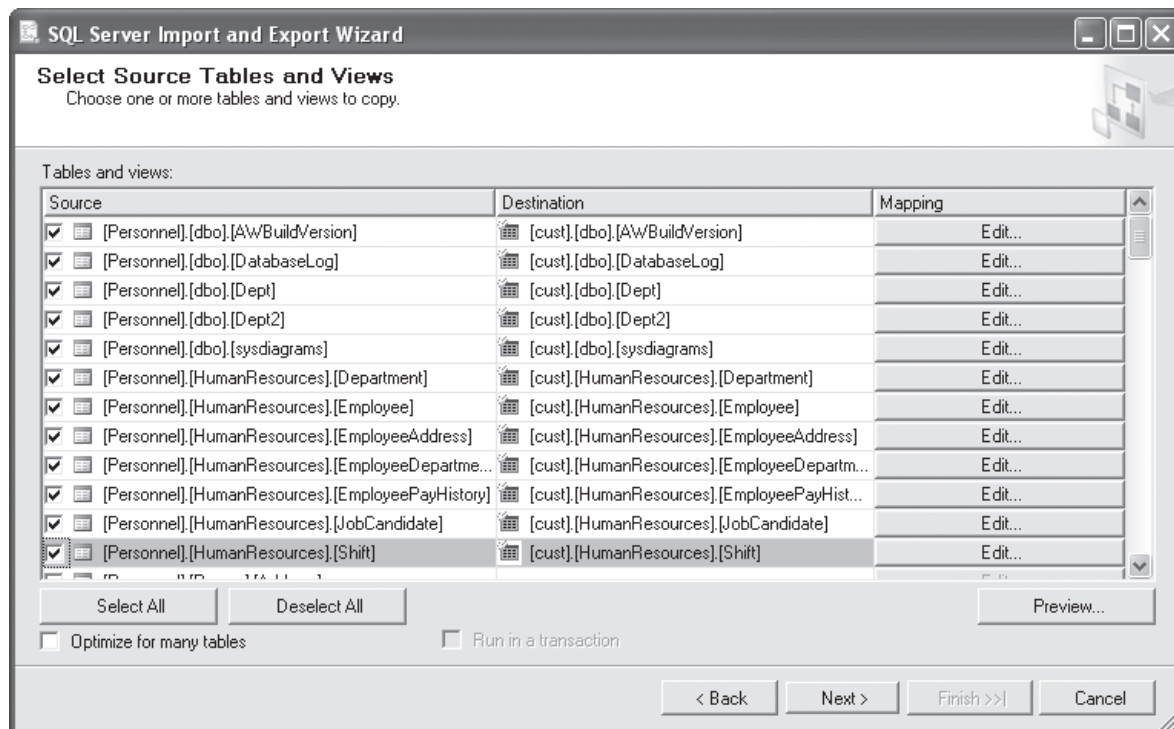 SQL Server Import and Export Wizard
Select Source Tables and Views
Choose one or more tables and views to copy.
Tables and views:
Source Destination Mapping
[Personnel].[dbo].[AWBuildVersion] [cust].[dbo].[AWBuildVersion] Edit...
[Personnel].[dbo].[DatabaseLog] [cust].[dbo].[DatabaseLog] Edit...
[Personnel].[dbo].[Dept] [cust].[dbo].[Dept] Edit...
[Personnel].[dbo].[Dept2] [cust].[dbo].[Dept2] Edit...
[Personnel].[dbo].[sysdiagrams] [cust].[dbo].[sysdiagrams] Edit...
[Personnel].[HumanResources].[Department] [cust].[HumanResources].[Department] Edit...
[Personnel].[HumanResources].[Employee] [cust].[HumanResources].[Employee] Edit...
[Personnel].[HumanResources].[EmployeeAddress] [cust].[HumanResources].[EmployeeAddress] Edit...
[Personnel].[HumanResources].[EmployeeDepartme... [cust].[HumanResources].[EmployeeDepartm... Edit...
[Personnel].[HumanResources].[EmployeePayHistory] [cust].[HumanResources].[EmployeePayHist... Edit...
[Personnel].[HumanResources].[JobCandidate] [cust].[HumanResources].[JobCandidate] Edit...
[Personnel].[HumanResources].[Shift] [cust].[HumanResources].[Shift] Edit...
Select All Deselect All Preview...
Optimize for many tables Run in a transaction
< Back Next > Finish >>| Cancel